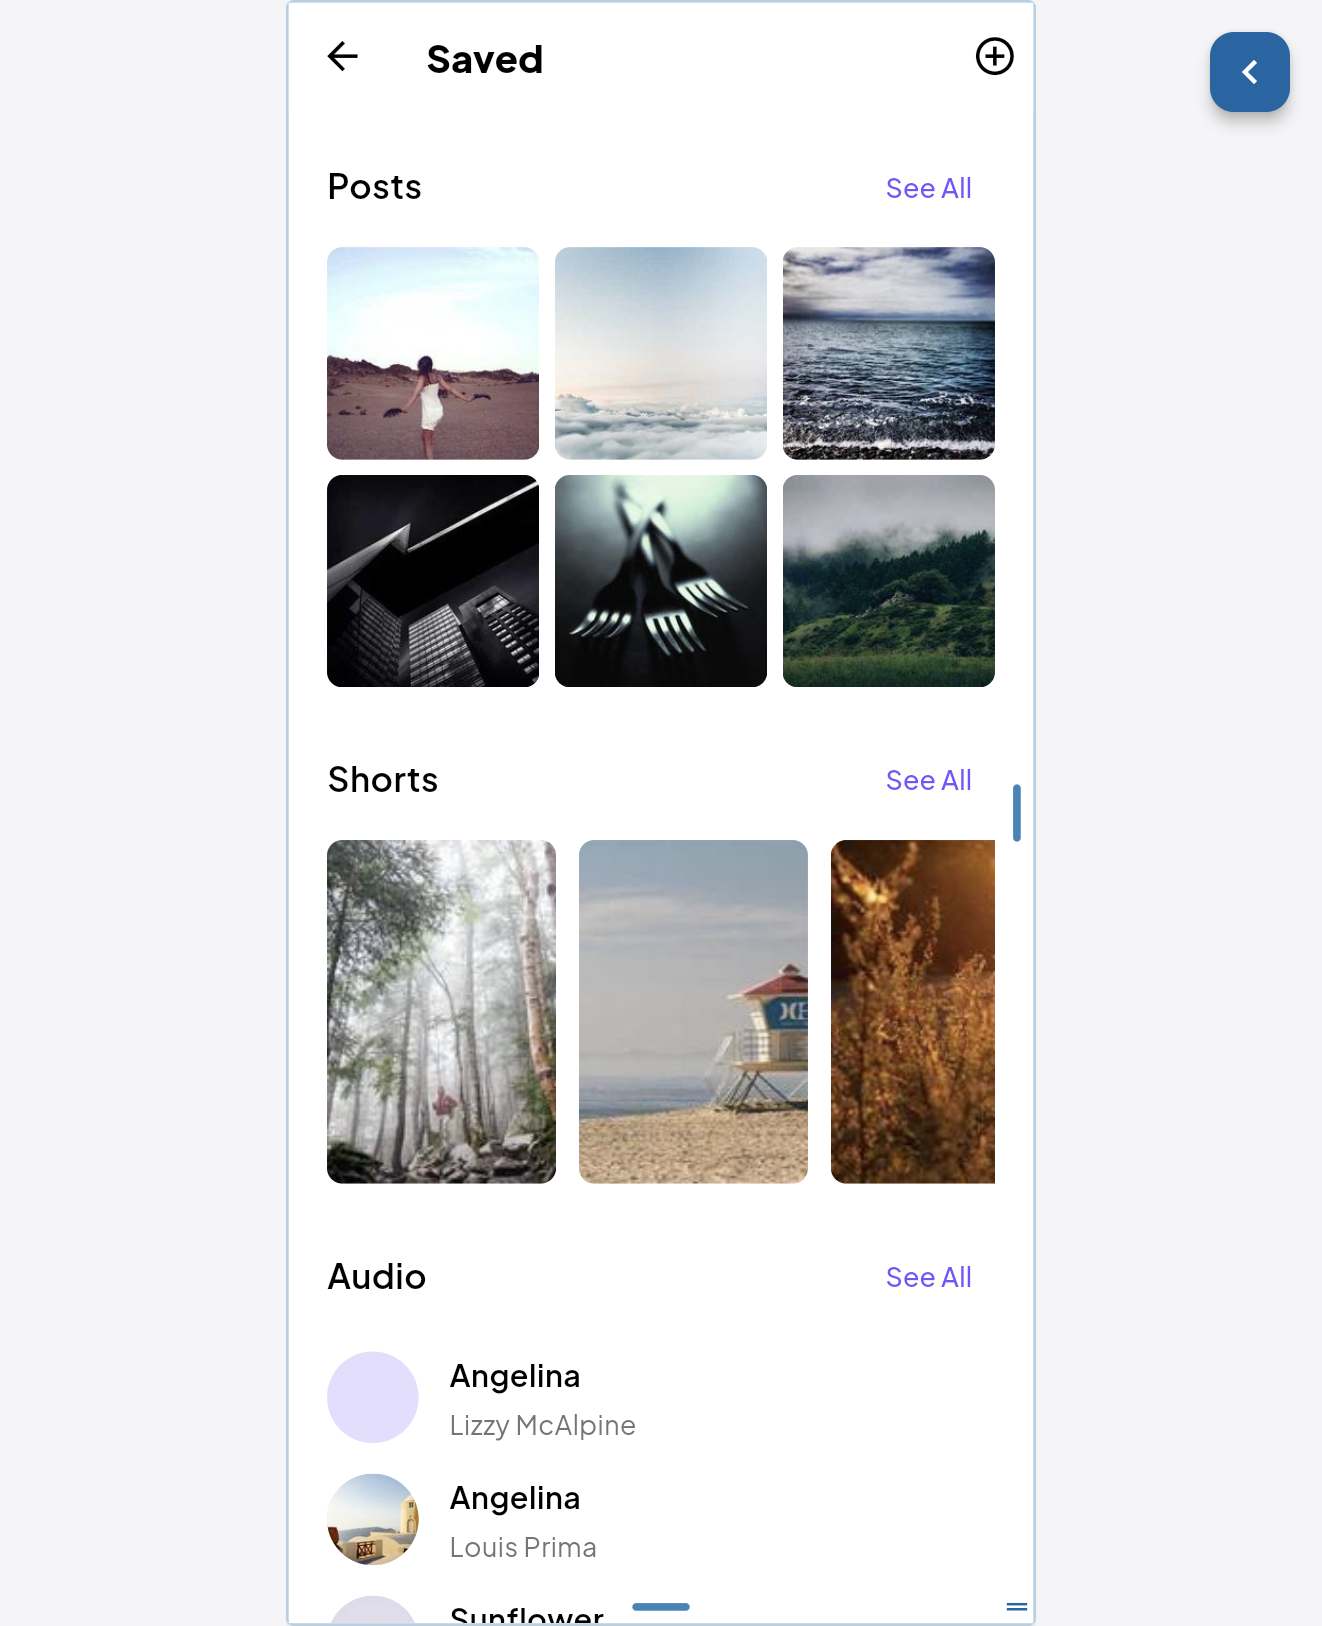 Saved
Posts
See All
Shorts
See All
Audio
See All
Angelina
Lizzy McAlpine
Angelina
Louis Prima
Sunflower